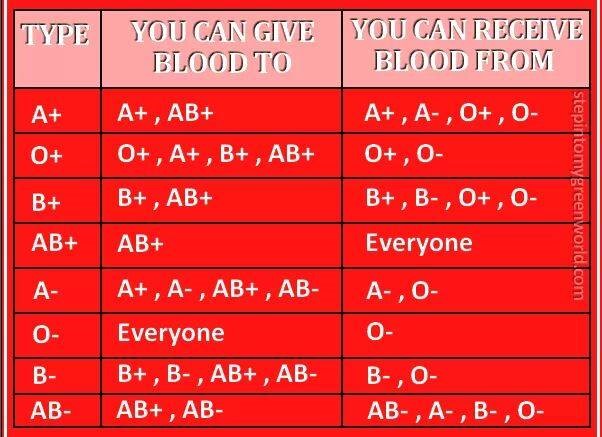 TYPE
YOU CAN GIVE
BLOOD TO
YOU CAN RECEIVE
BLOOD FROM
A+ A+ , AB+ A+ , A- , O+ , O-
O+ O+ , A+ , B+ , AB+ O+ , O-
B+ B+ , AB+ B+ , B- , O+ , O-
AB+ AB+ Everyone
A- A+ , A- , AB+ , AB- A- , O-
O- Everyone O-
B- B+ , B- , AB+ , AB- B- , O-
AB- AB+ , AB- AB- , A- , B- , O-
stepintomygreenworld.com